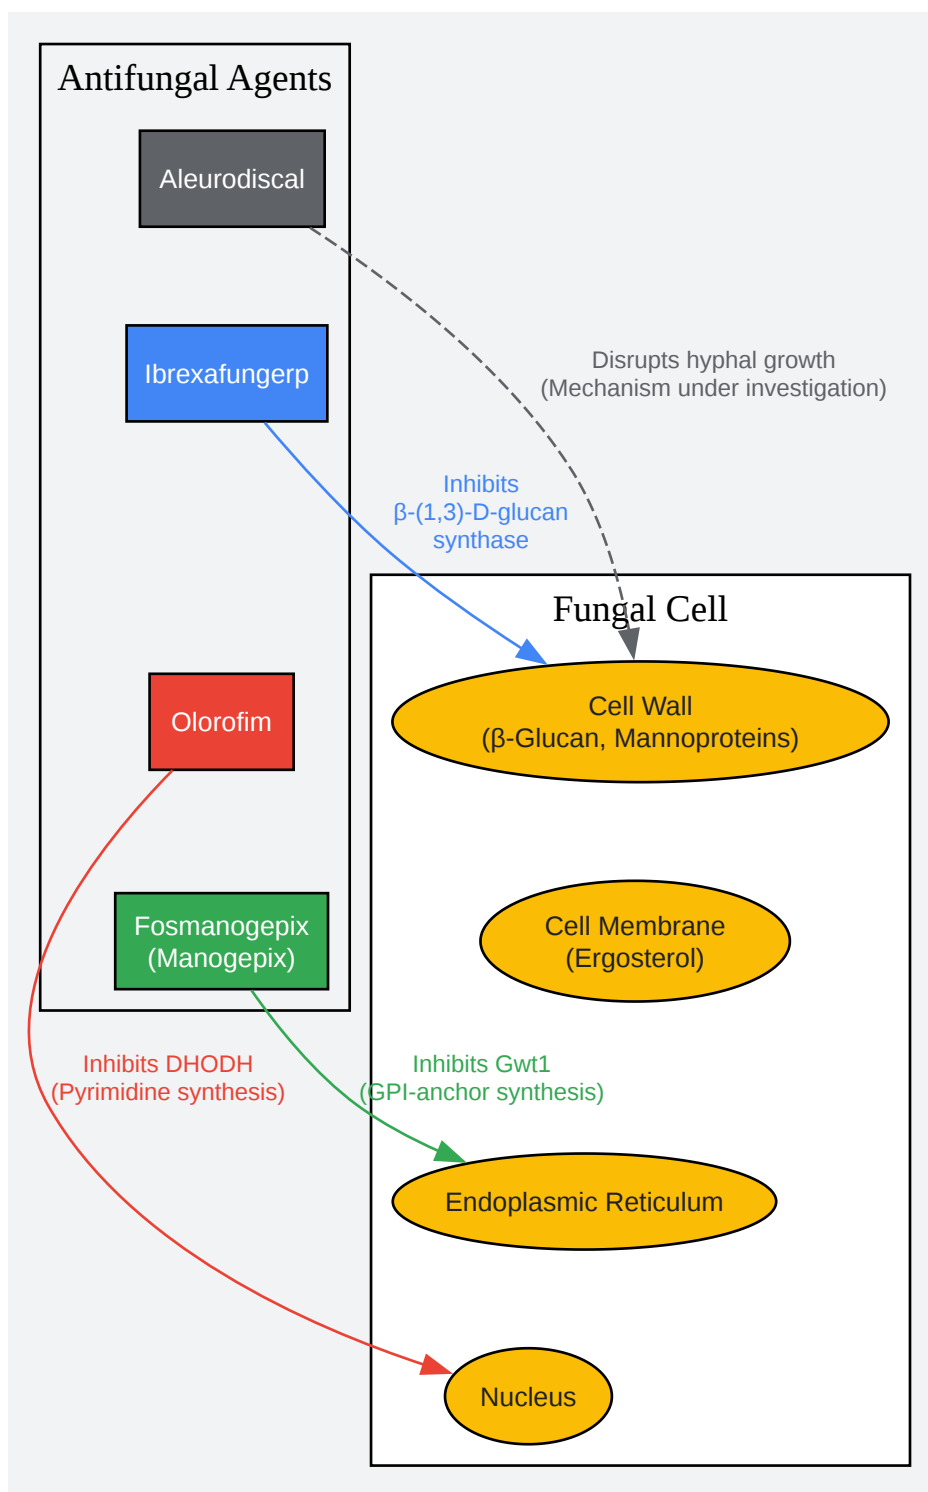 Antifungal Agents
Aleurodiscal
Ibrexafungerp
Disrupts hyphal growth
(Mechanism under investigation)
Inhibits
β-(1,3)-D-glucan
synthase
Fungal Cell
Cell Wall
(β-Glucan, Mannoproteins)
Olorofim
Fosmanogepix
(Manogepix)
Cell Membrane
(Ergosterol)
Inhibits DHODH
(Pyrimidine synthesis)
Inhibits Gwt1
(GPI-anchor synthesis)
Endoplasmic Reticulum
Nucleus